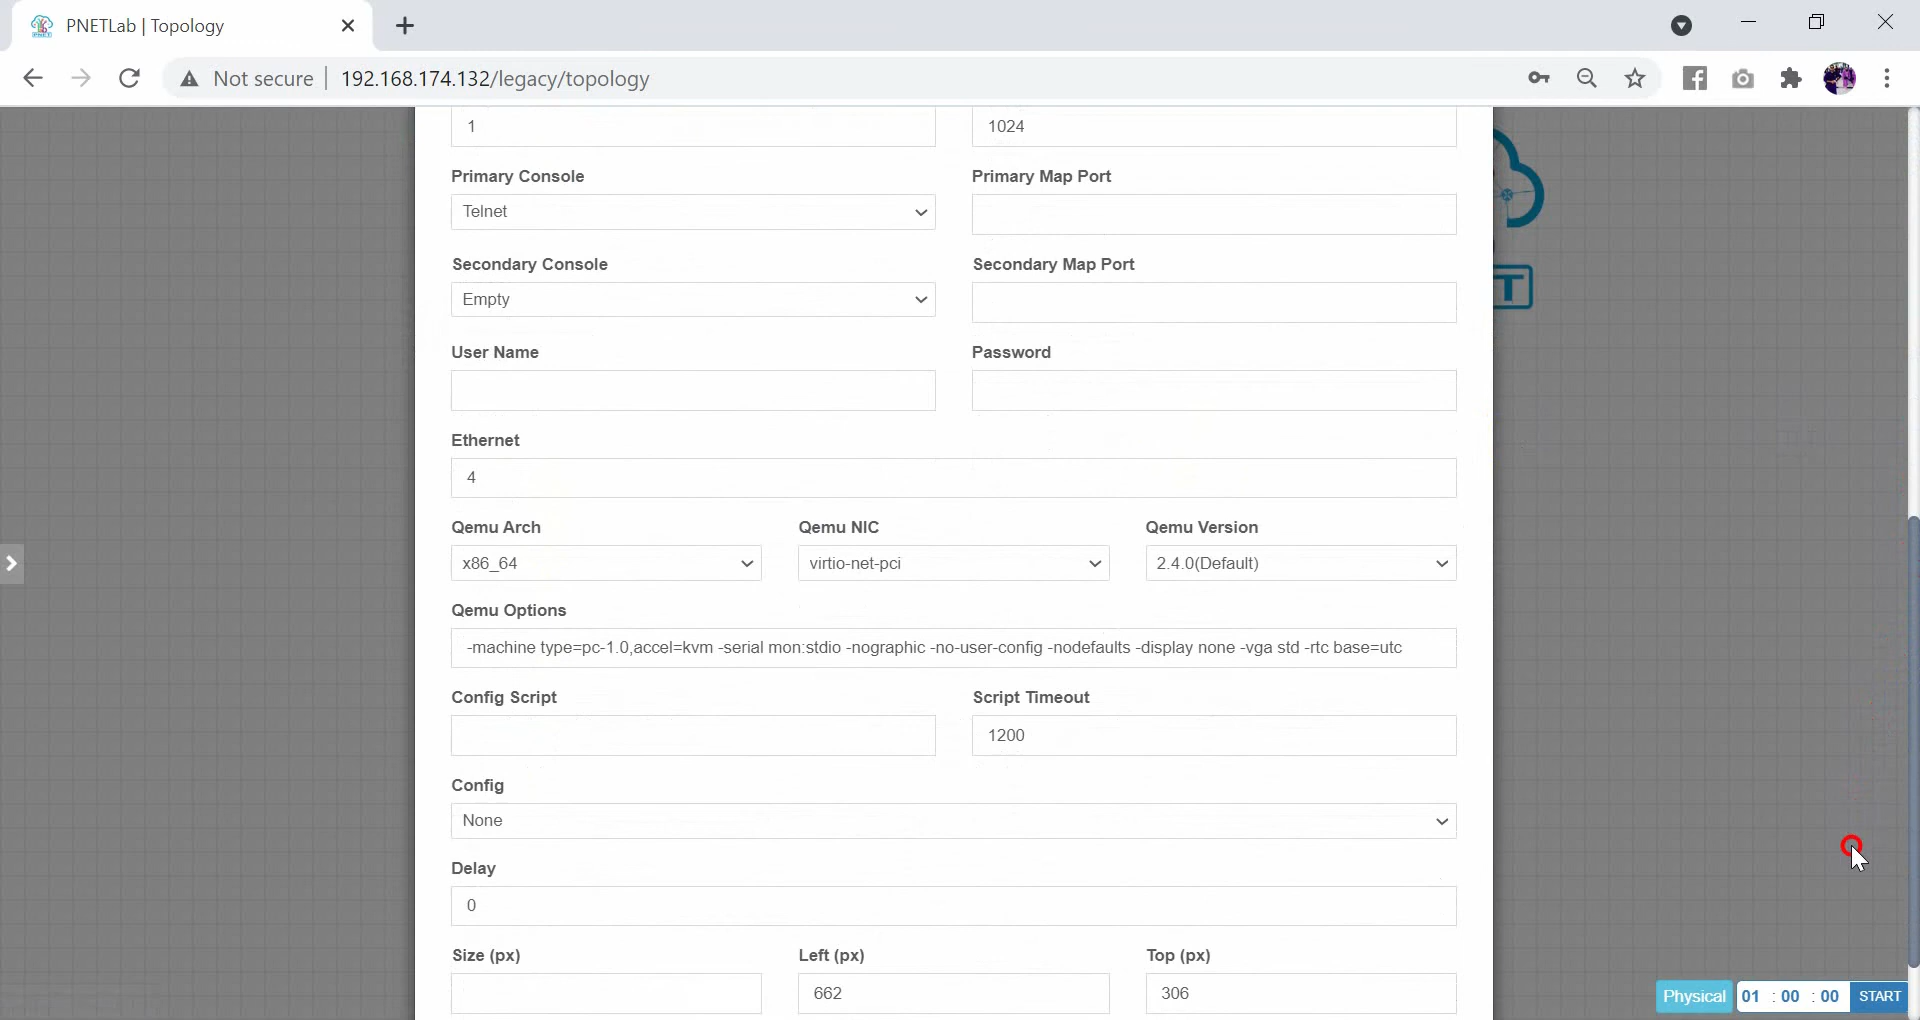 PNETLab | Topology
Not secure 192.168.174.132/legacy/topology
1 1024
Primary Console Primary Map Port
Telnet
Secondary Console Secondary Map Port
Empty
User Name Password
Ethernet
4
Qemu Arch Qemu NIC Qemu Version
x86_64 virtio-net-pci 2.4.0(Default)
Qemu Options
-machine type=pc-1.0,accel=kvm -serial mon:stdio -nographic -no-user-config -nodefaults -display none -vga std -rtc base=utc
Config Script Script Timeout
1200
Config
None
Delay
0
Size (px) Left (px) Top (px)
662 306
Physical 01 : 00 : 00 START
T